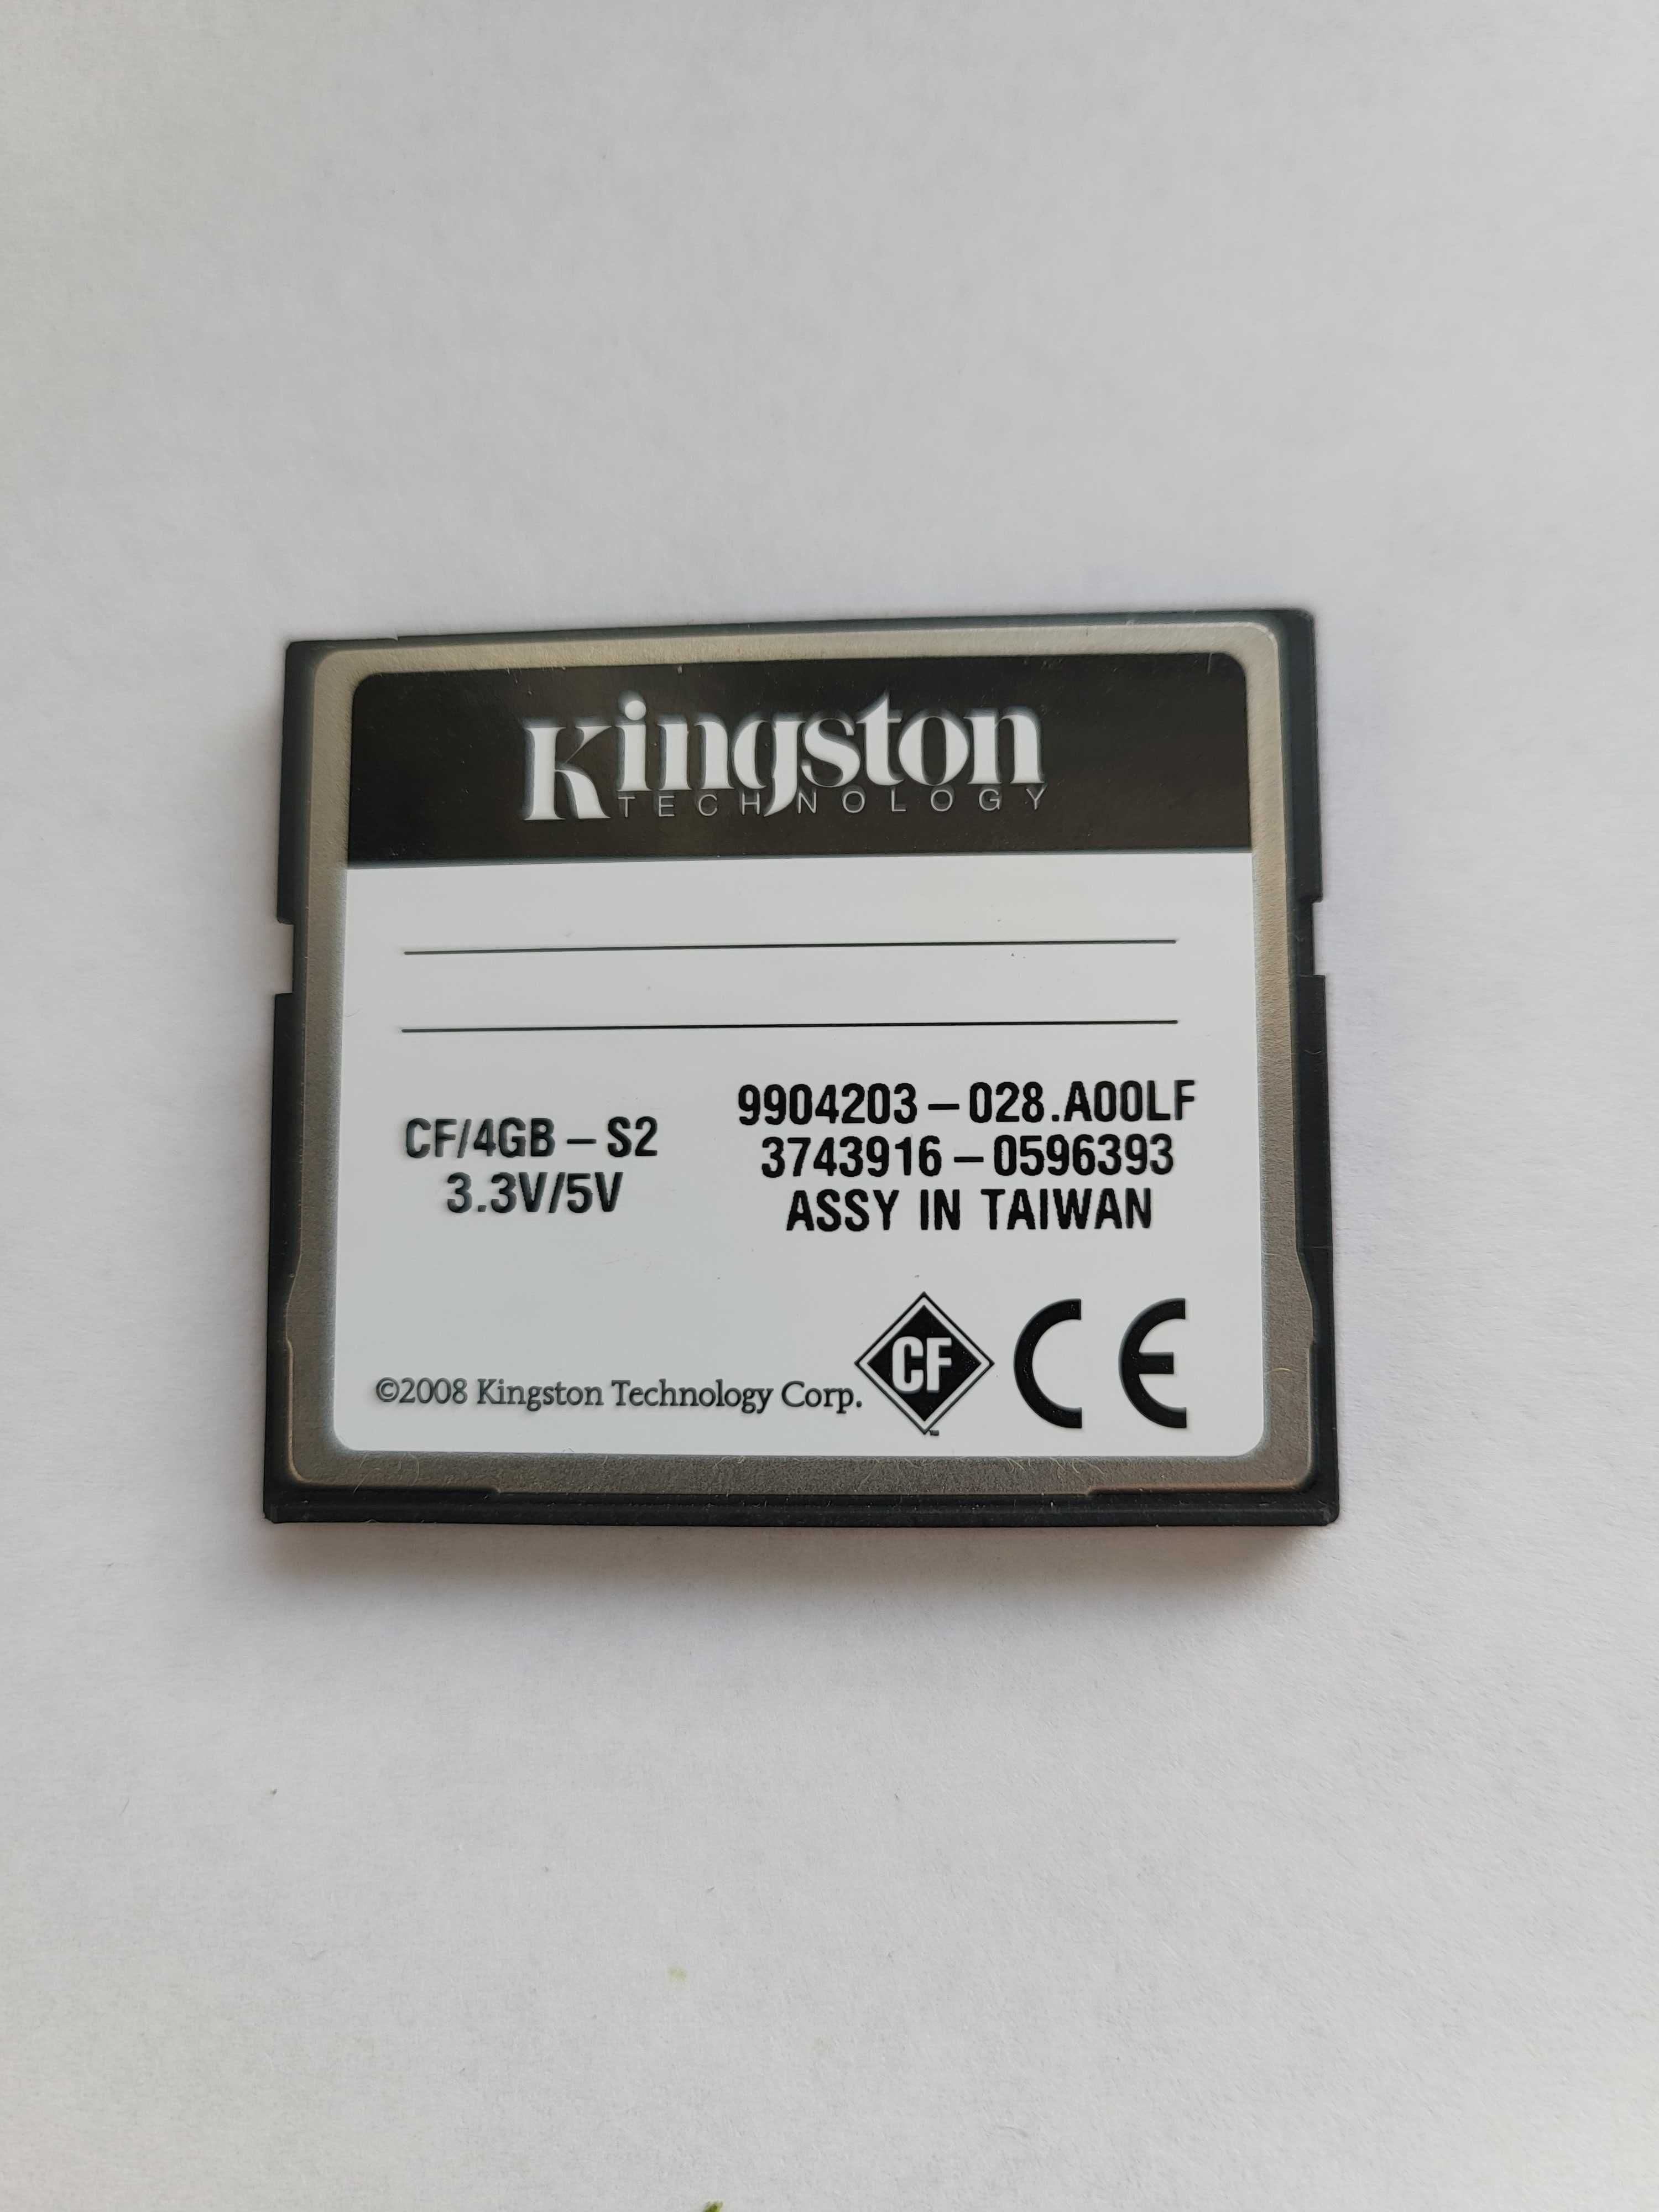 Kingston
TECHNOLOGY
CF/4GB-S2
3.3V/5V
9904203-028.A00LF
3743916-0596393
ASSY IN TAIWAN
©2008 Kingston Technology Corp.
CF
™
CE